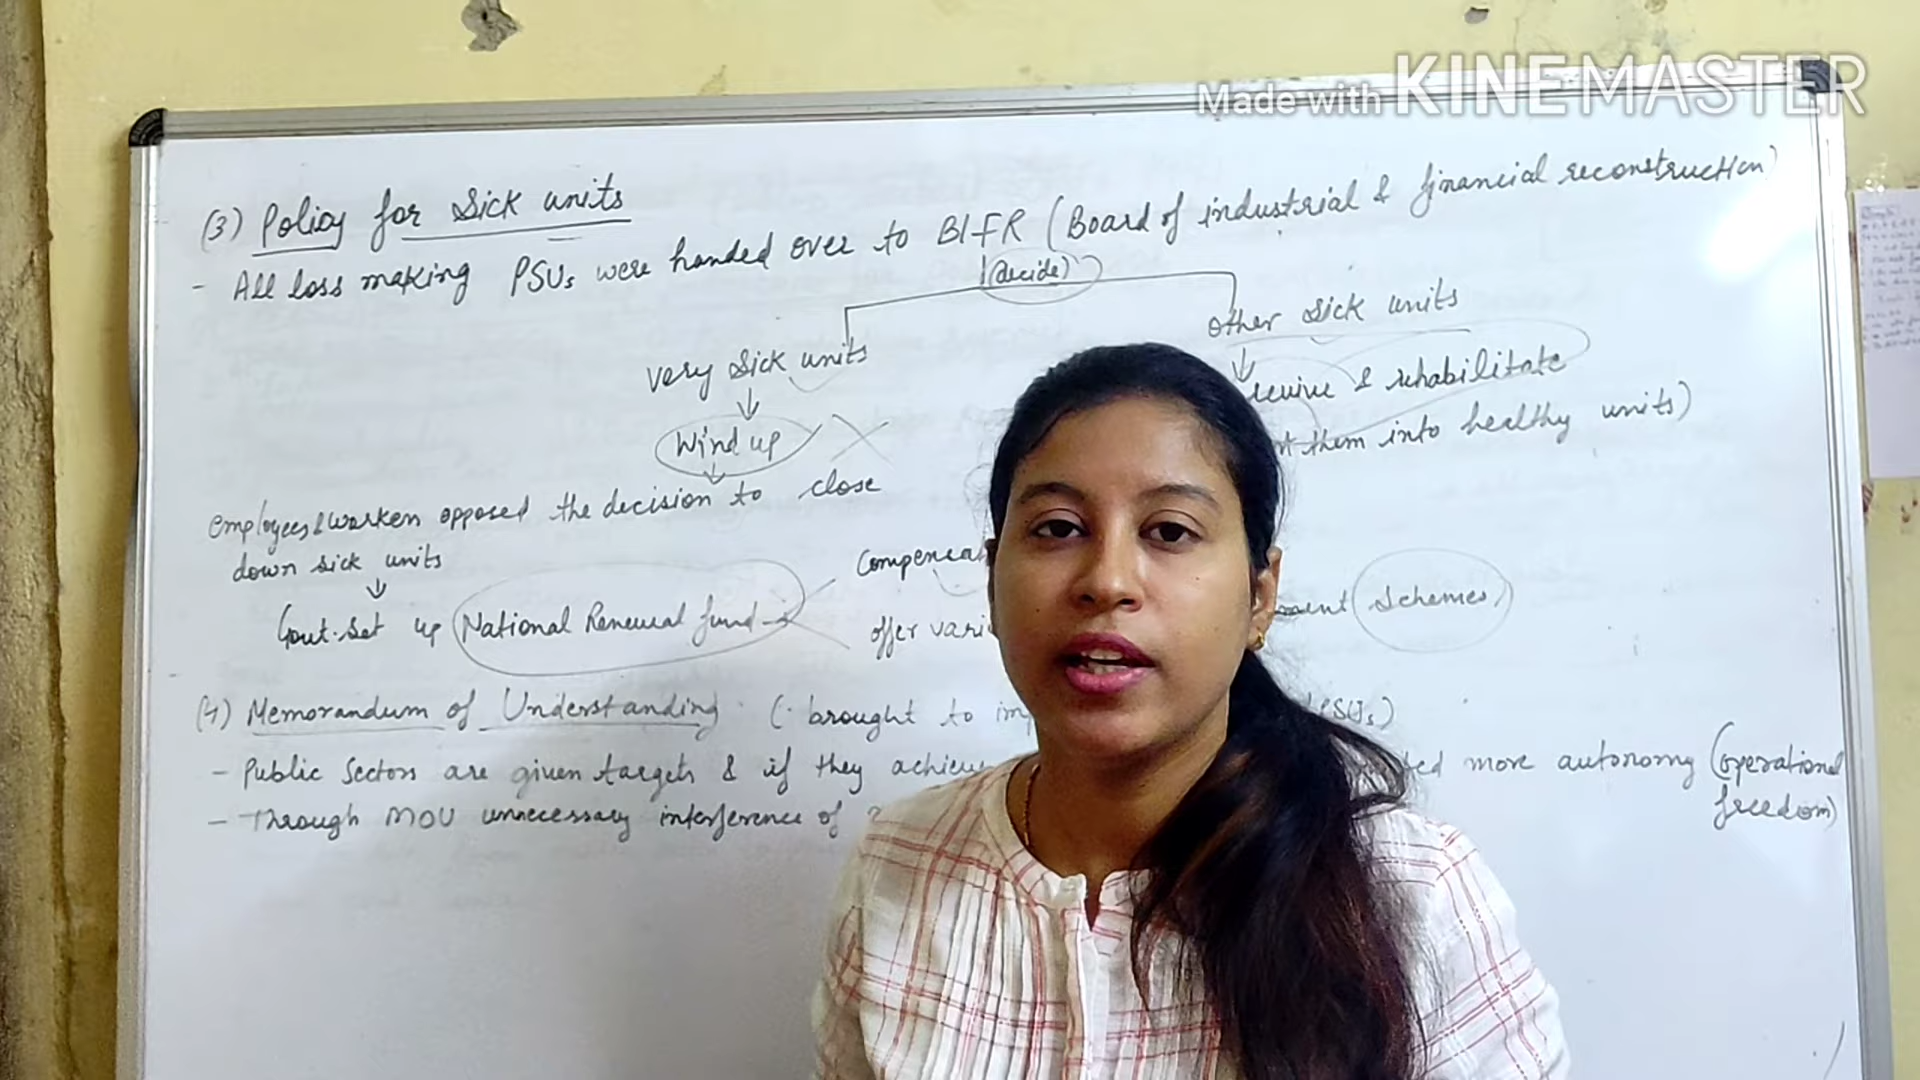 Made with KINEMASTER
(3) Policy for Sick units
- All loss making PSUs were handed over to BIFR (Board of industrial & financial reconstruction)
(decide)
very sick units
other sick units
Wind up
revive & rehabilitate
them into healthy units)
employees & workers opposed the decision to close
down sick units
Govt. set up National Renewal fund
offer
Schemes)
(4) Memorandum of Understanding (brought to PSUs)
- Public Sectors are given targets & if they achieve more autonomy (operational
freedom)
- Through MOU unnecessary interference of